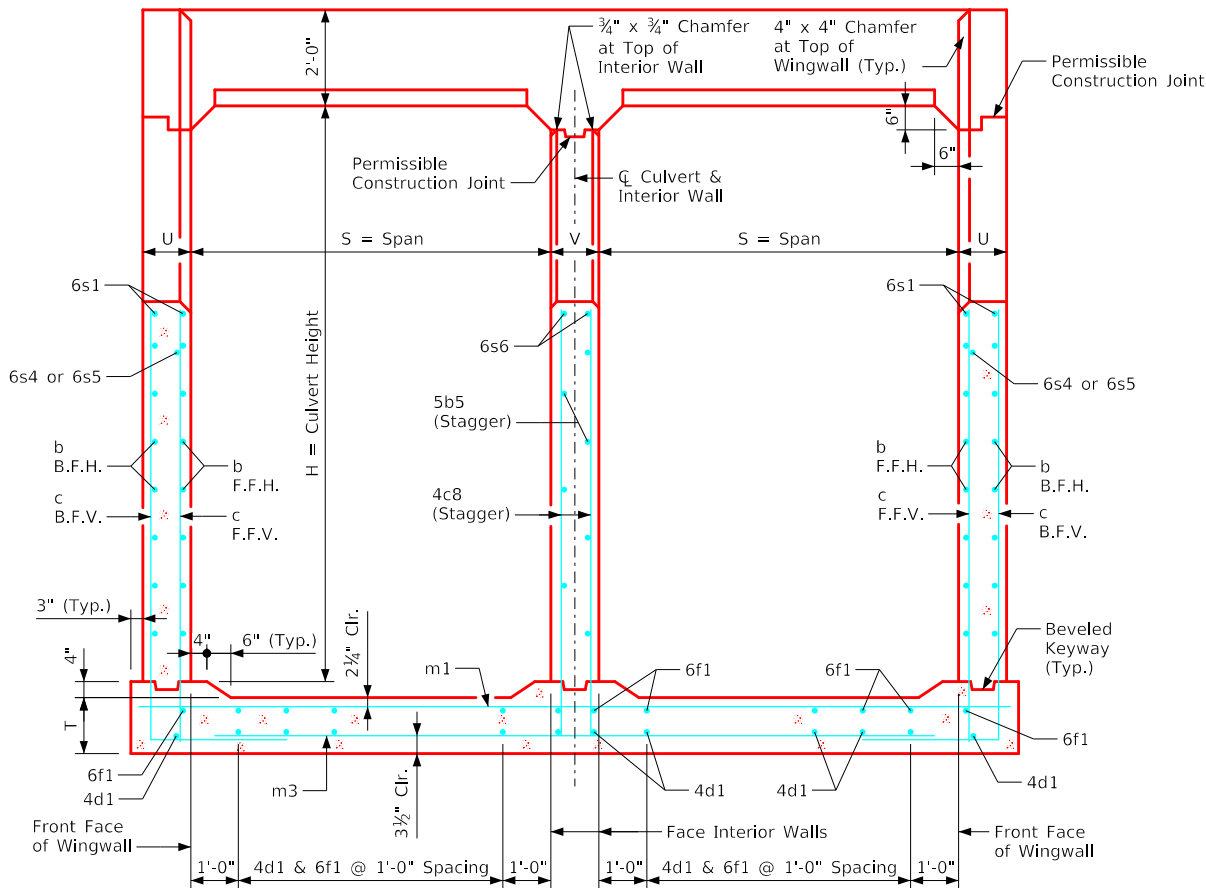 2'-0"
¾" x ¾" Chamfer
at Top of
Interior Wall
4" x 4" Chamfer
at Top of
Wingwall (Typ.)
Permissible
Construction Joint
6"
6"
Permissible
Construction Joint
℄ Culvert &
Interior Wall
U
S = Span
V
S = Span
U
H = Culvert Height
6s1
6s6
6s1
6s4 or 6s5
6s4 or 6s5
5b5
(Stagger)
b
B.F.H.
b
F.F.H.
b
F.F.H.
b
B.F.H.
c
B.F.V.
c
F.F.V.
4c8
(Stagger)
c
F.F.V.
c
B.F.V.
3" (Typ.)
4"
6" (Typ.)
2¼" Clr.
4"
T
m1
6f1
6f1
Beveled
Keyway
(Typ.)
6f1
4d1
m3
3½" Clr.
4d1
4d1
6f1
4d1
Front Face
of Wingwall
Face Interior Walls
Front Face
of Wingwall
1'-0"
4d1 & 6f1 @ 1'-0" Spacing
1'-0"
1'-0"
4d1 & 6f1 @ 1'-0" Spacing
1'-0"